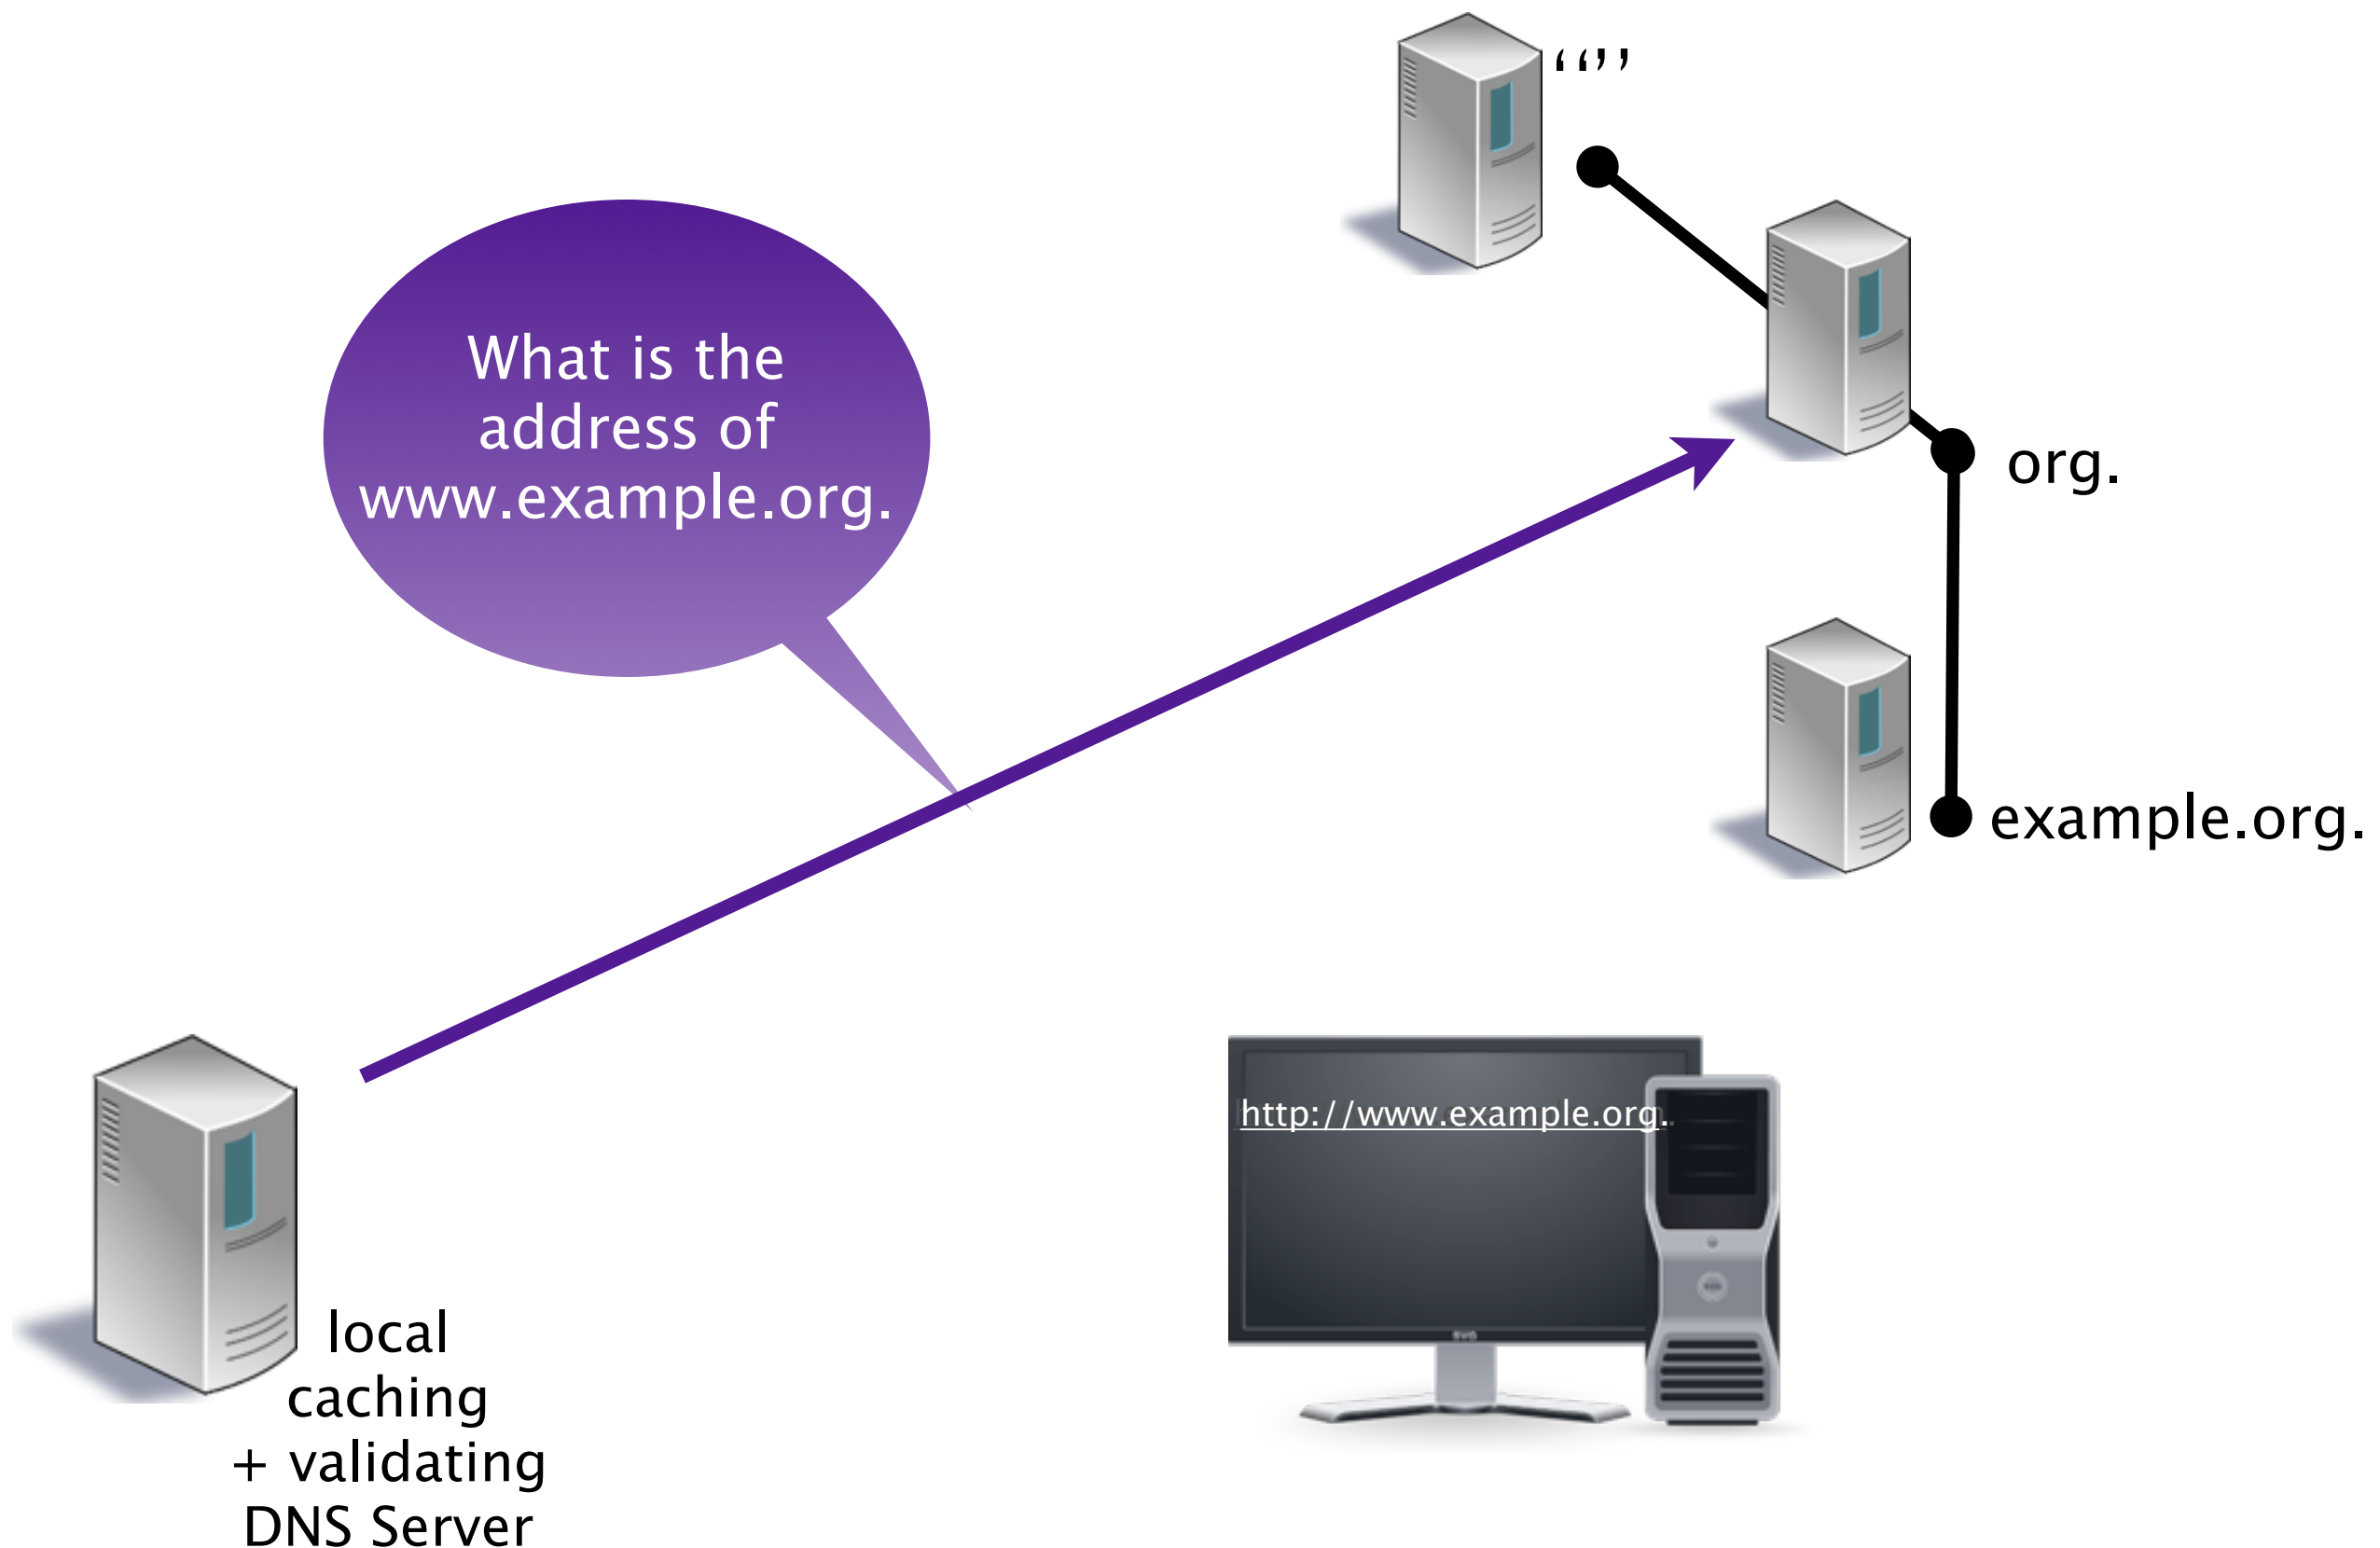 “”
What is the
address of
www.example.org.
org.
example.org.
http://www.example.org.
local
caching
+ validating
DNS Server